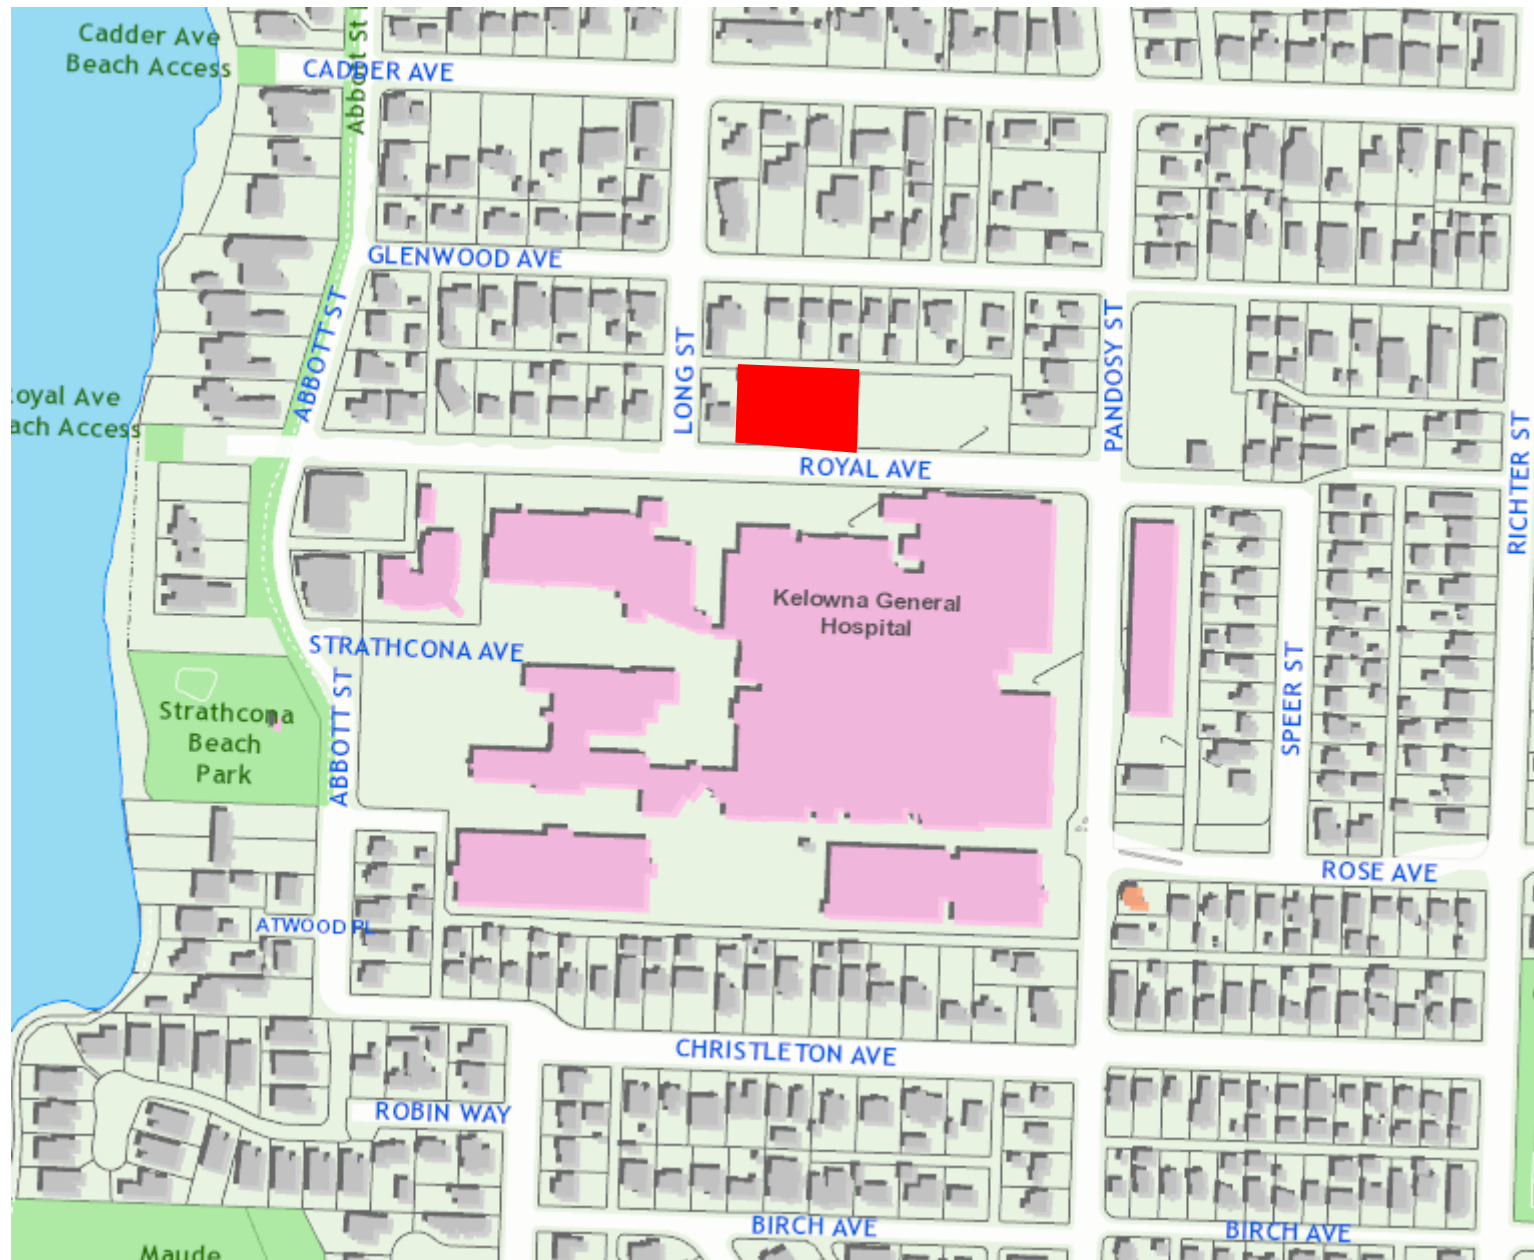 Cadder Ave
Beach Access
Abbott St
CADDER AVE
GLENWOOD AVE
ABBOTT ST
LONG ST
PANDOSY ST
oyal Ave
ach Access
ROYAL AVE
RICHTER ST
Kelowna General
Hospital
STRATHCONA AVE
ABBOTT ST
SPEER ST
Strathcona
Beach
Park
ROSE AVE
ATWOOD PL
CHRISTLETON AVE
ROBIN WAY
BIRCH AVE
BIRCH AVE
Maude